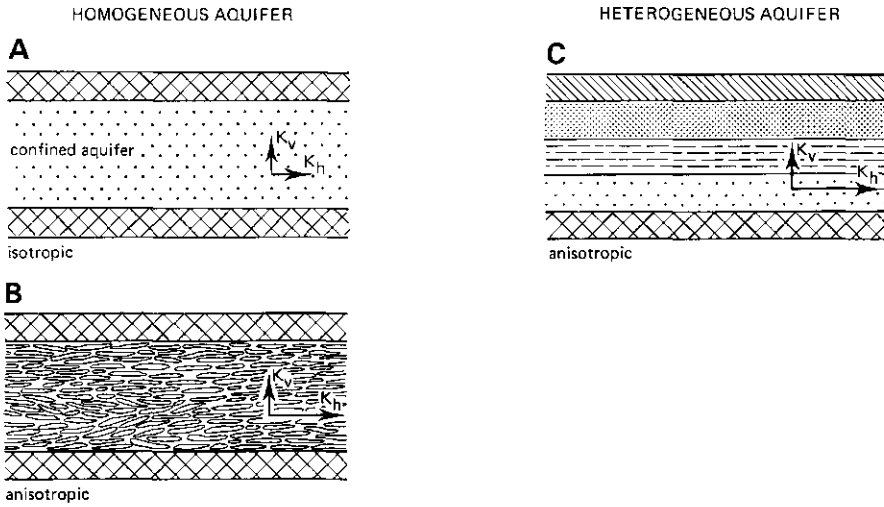 HOMOGENEOUS AQUIFER
A
confined aquifer
Kv
Kh
isotropic
B
Kv
Kh
anisotropic
HETEROGENEOUS AQUIFER
C
Kv
Kh
anisotropic